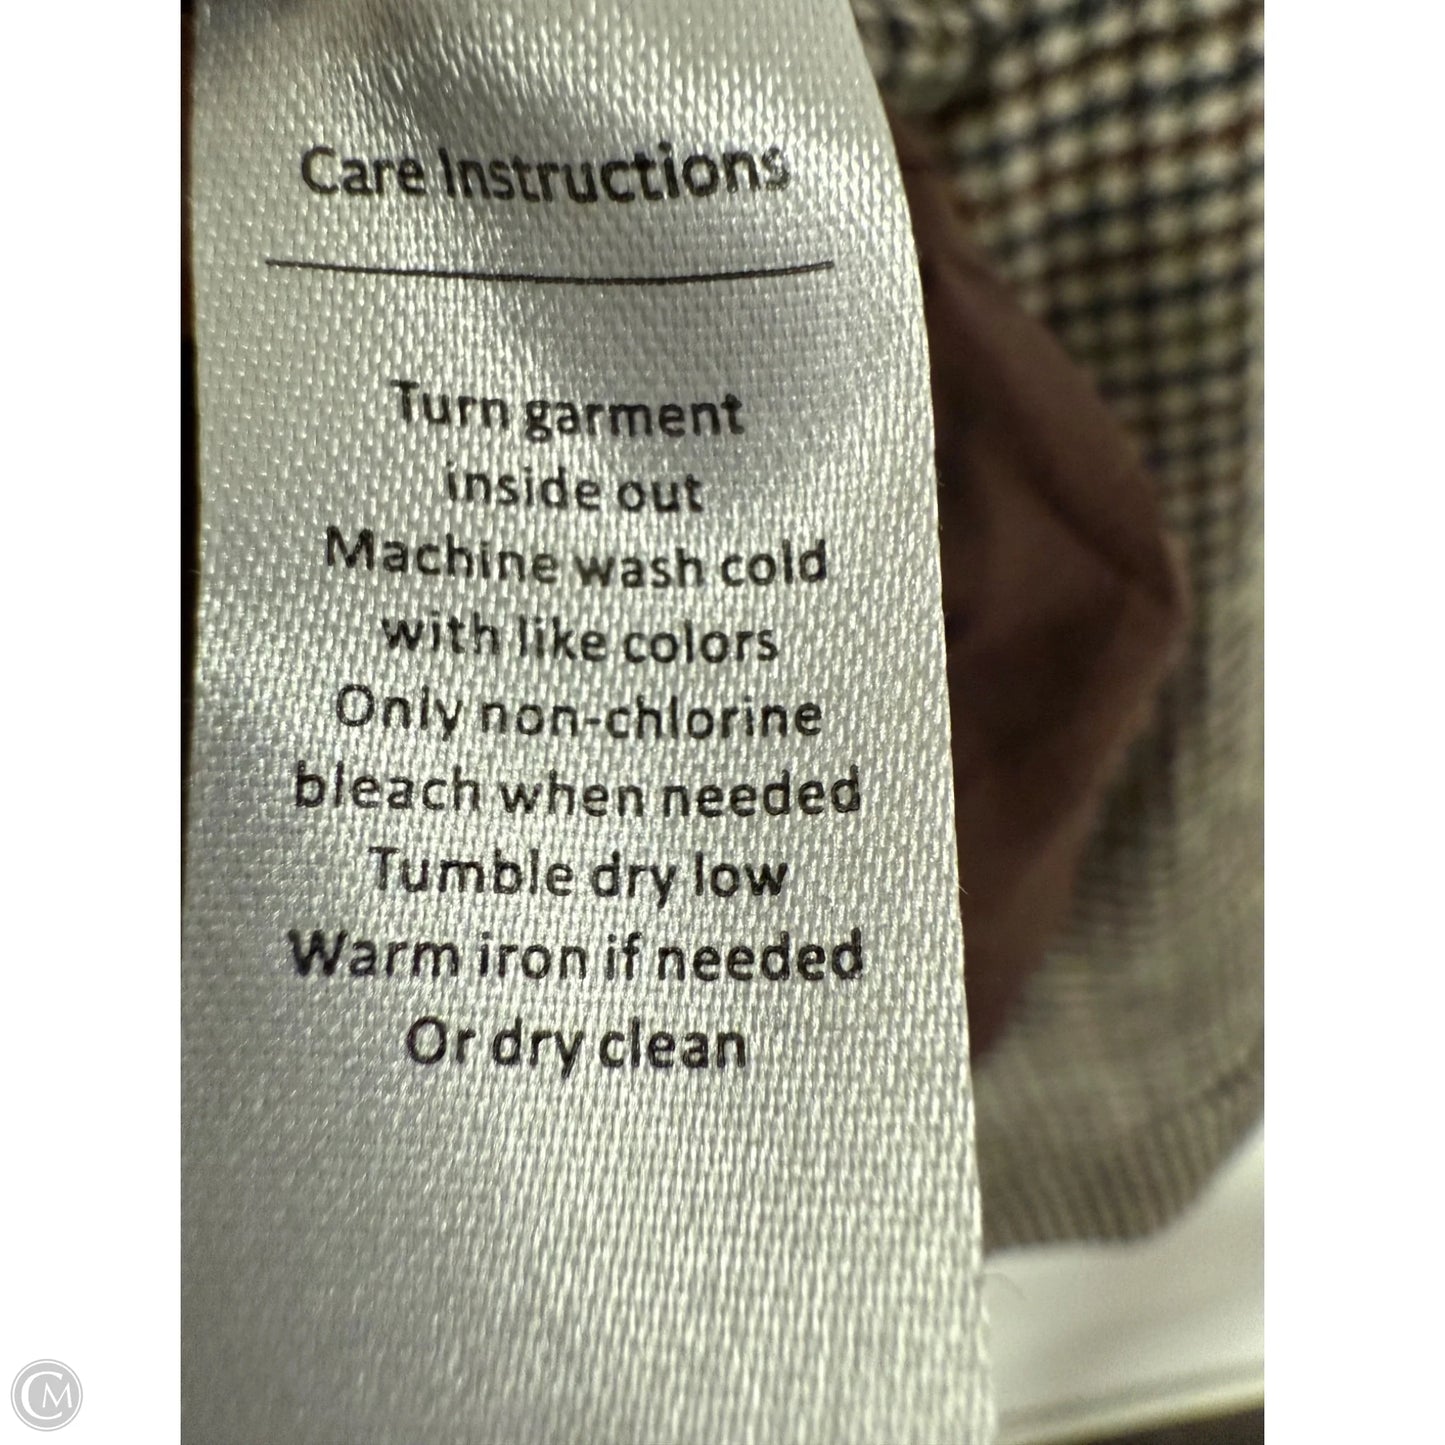 Care Instructions
Turn garment
inside out
Machine wash cold
with like colors
Only non-chlorine
bleach when needed
Tumble dry low
Warm iron if needed
Or dry clean
CM